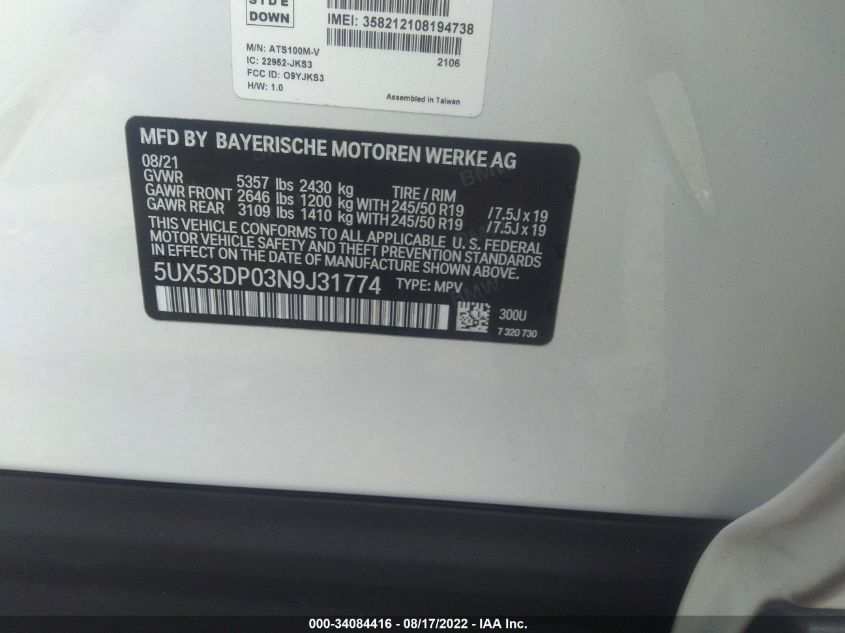 SIDE
DOWN
IMEI: 358212108194738
M/N: ATS100M-V
2106
IC: 22952-JKS3
FCC ID: O9YJKS3
H/W: 1.0
Assembled in Taiwan
MFD BY BAYERISCHE MOTOREN WERKE AG
08/21
GVWR 5357 lbs 2430 kg TIRE / RIM
GAWR FRONT 2646 lbs 1200 kg WITH 245/50 R19 /7.5J x 19
GAWR REAR 3109 lbs 1410 kg WITH 245/50 R19 /7.5J x 19
THIS VEHICLE CONFORMS TO ALL APPLICABLE U. S. FEDERAL
MOTOR VEHICLE SAFETY AND THEFT PREVENTION STANDARDS
IN EFFECT ON THE DATE OF MANUFACTURE SHOWN ABOVE.
5UX53DP03N9J31774 TYPE: MPV
300U
7 320 730
000-34084416 - 08/17/2022 - IAA Inc.